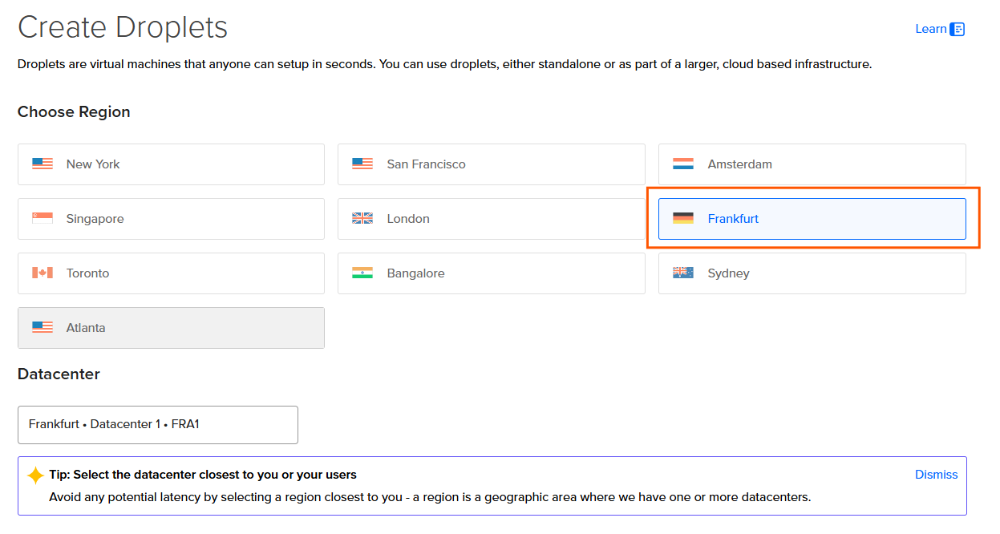 Create Droplets
Learn
Droplets are virtual machines that anyone can setup in seconds. You can use droplets, either standalone or as part of a larger, cloud based infrastructure.
Choose Region
New York
San Francisco
Amsterdam
Singapore
London
Frankfurt
Toronto
Bangalore
Sydney
Atlanta
Datacenter
Frankfurt • Datacenter 1 • FRA1
Tip: Select the datacenter closest to you or your users
Dismiss
Avoid any potential latency by selecting a region closest to you - a region is a geographic area where we have one or more datacenters.